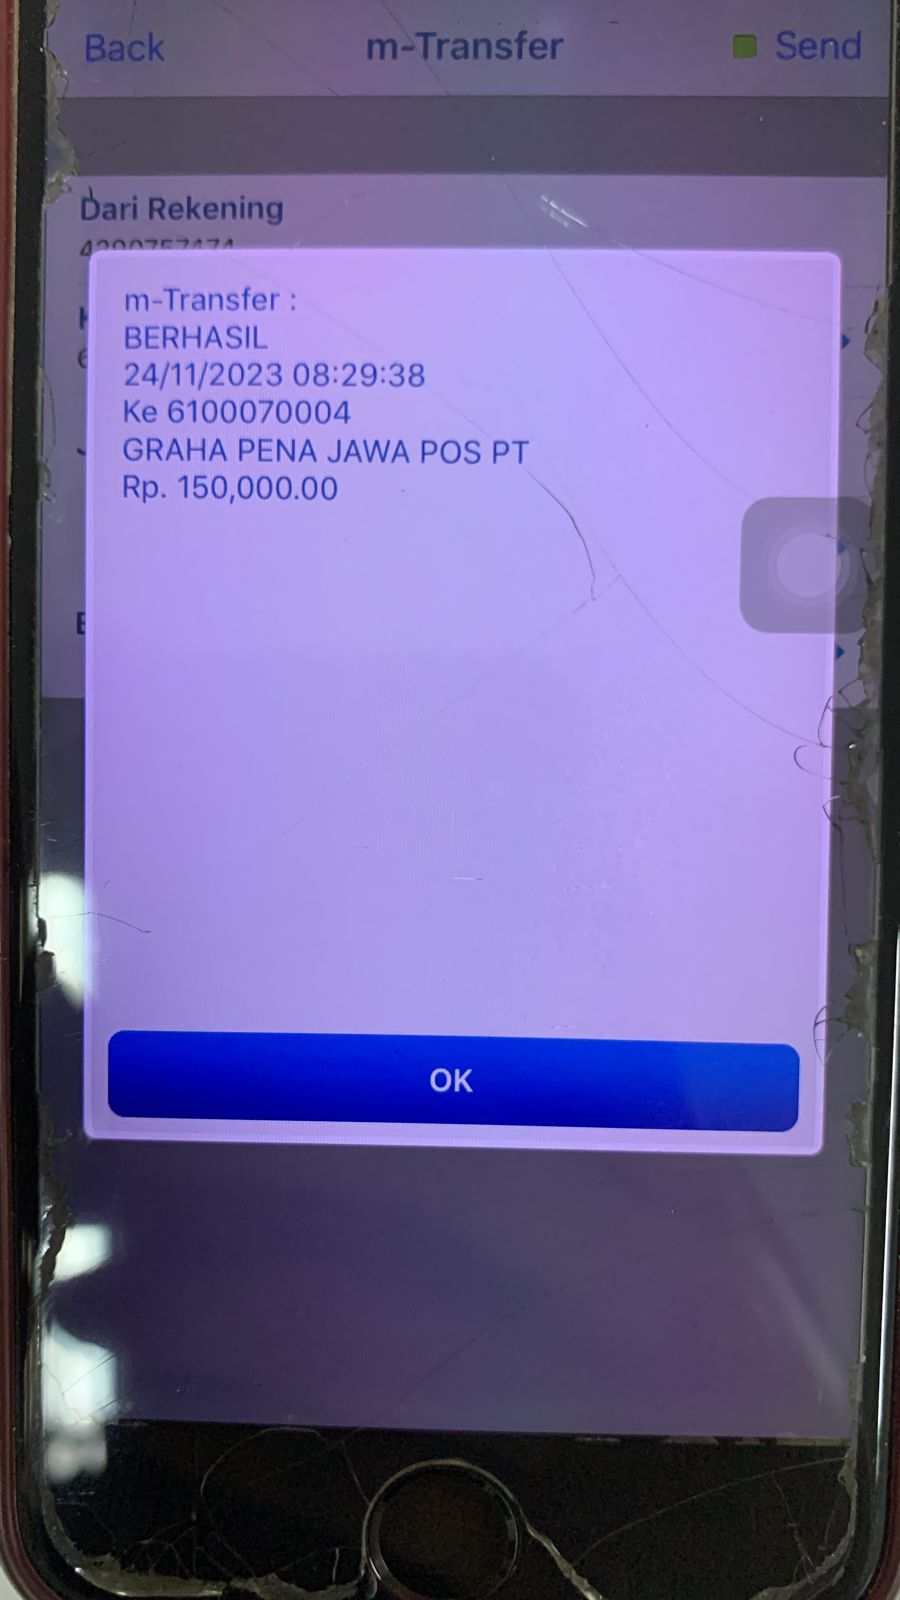 Back m-Transfer Send
Dari Rekening
m-Transfer :
BERHASIL
24/11/2023 08:29:38
Ke 6100070004
GRAHA PENA JAWA POS PT
Rp. 150,000.00
OK